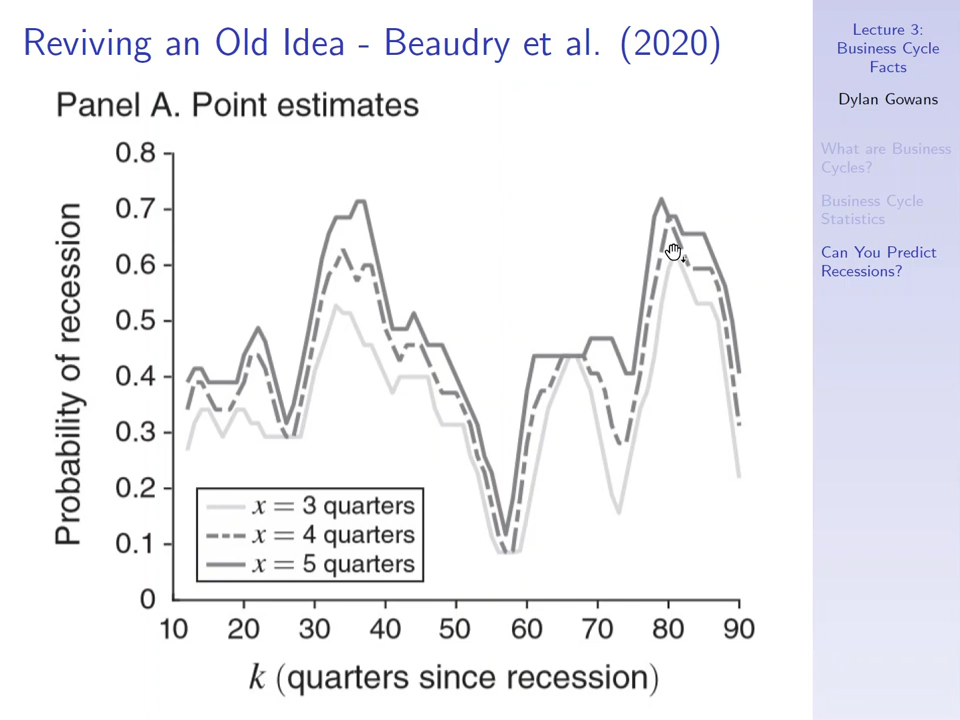 Reviving an Old Idea - Beaudry et al. (2020)
Panel A. Point estimates
Probability of recession
0.8
0.7
0.6
0.5
0.4
0.3
0.2
0.1
0
x = 3 quarters
x = 4 quarters
x = 5 quarters
10 20 30 40 50 60 70 80 90
k (quarters since recession)
Lecture 3:
Business Cycle
Facts
Dylan Gowans
What are Business
Cycles?
Business Cycle
Statistics
Can You Predict
Recessions?